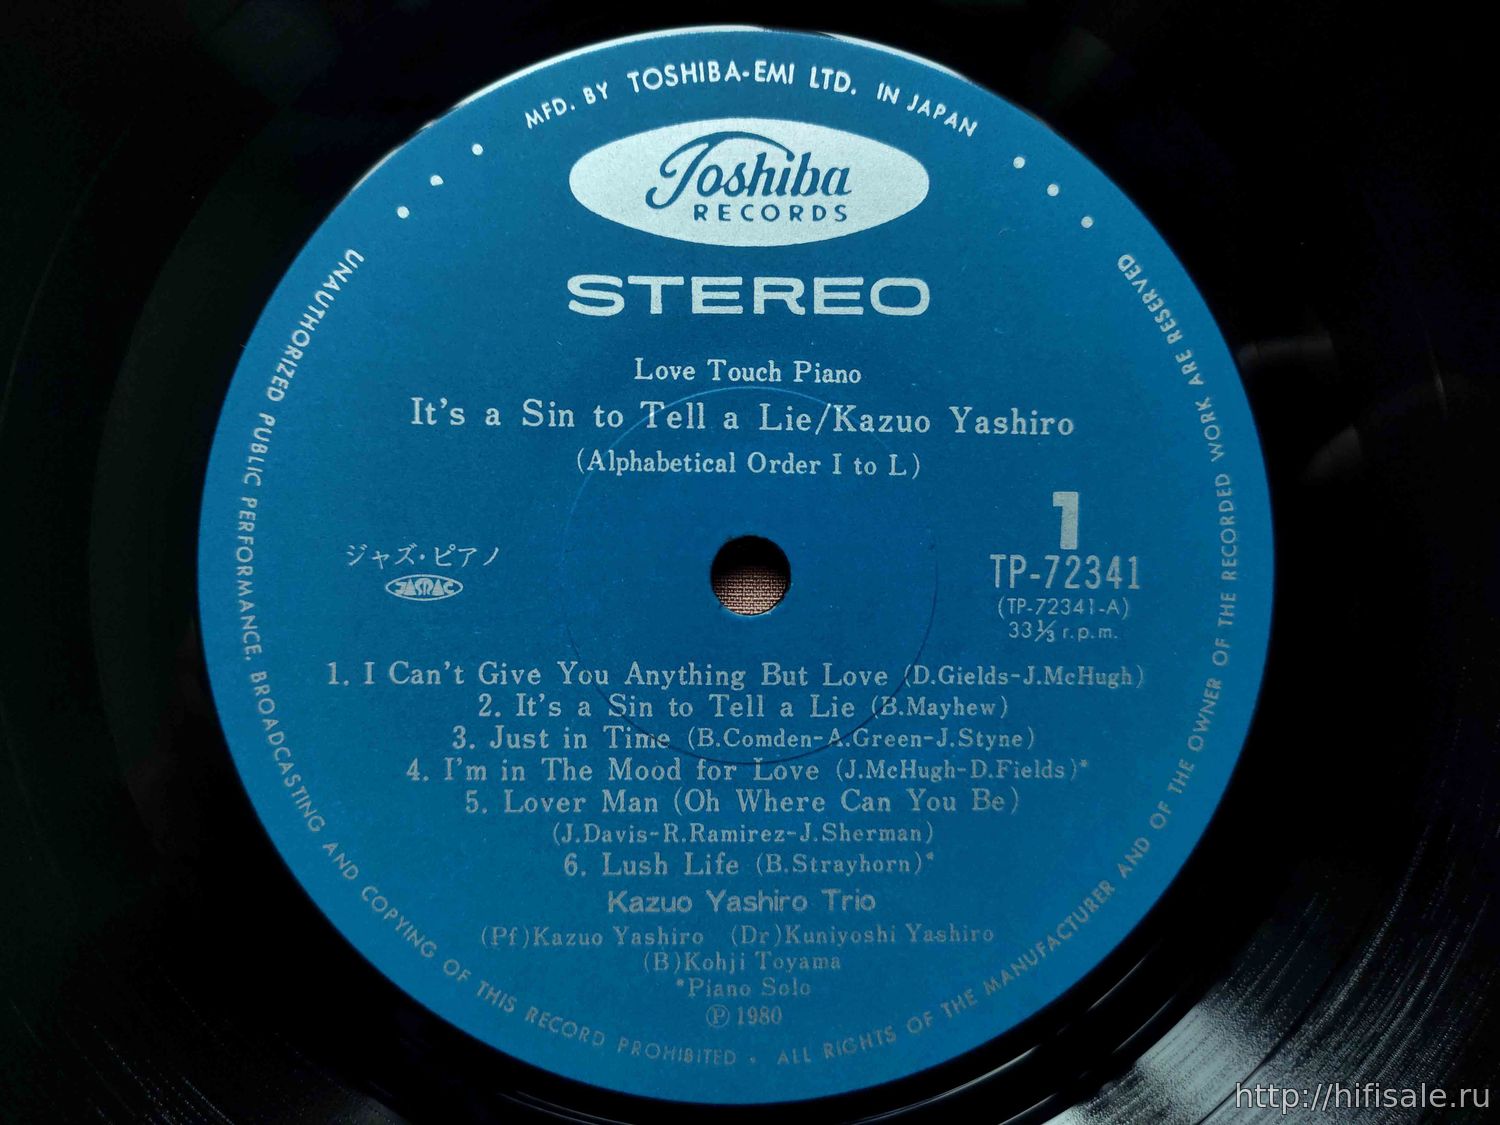 MFD. BY TOSHIBA-EMI LTD. IN JAPAN
Toshiba
RECORDS
STEREO
Love Touch Piano
It's a Sin to Tell a Lie/Kazuo Yashiro
(Alphabetical Order I to L)
1
ジャズ・ピアノ
JASRAC
TP-72341
(TP-72341-A)
33⅓ r.p.m.
1. I Can't Give You Anything But Love (D.Gields-J.McHugh)
2. It's a Sin to Tell a Lie (B.Mayhew)
3. Just in Time (B.Comden-A.Green-J.Styne)
4. I'm in The Mood for Love (J.McHugh-D.Fields)*
5. Lover Man (Oh Where Can You Be)
(J.Davis-R.Ramirez-J.Sherman)
6. Lush Life (B.Strayhorn)*
Kazuo Yashiro Trio
(Pf)Kazuo Yashiro (Dr)Kuniyoshi Yashiro
(B)Kohji Toyama
*Piano Solo
Ⓟ 1980
UNAUTHORIZED PUBLIC PERFORMANCE, BROADCASTING AND COPYING OF THIS RECORD PROHIBITED • ALL RIGHTS OF THE MANUFACTURER AND OF THE OWNER OF THE RECORDED WORK ARE RESERVED
http://hifisale.ru